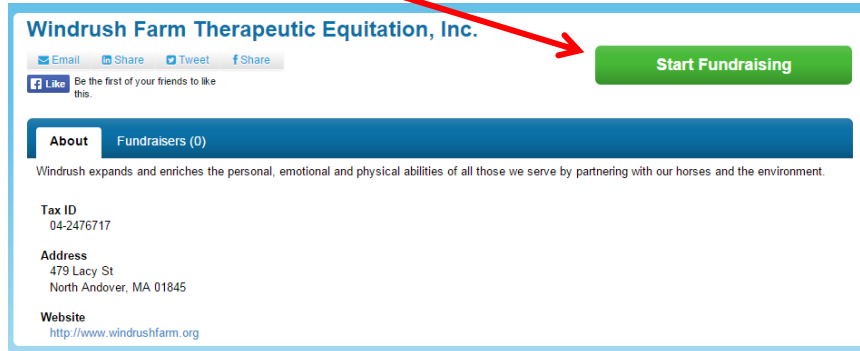 Windrush Farm Therapeutic Equitation, Inc.
Email Share Tweet Share
Start Fundraising
Like Be the first of your friends to like
this.
About Fundraisers (0)
Windrush expands and enriches the personal, emotional and physical abilities of all those we serve by partnering with our horses and the environment.
Tax ID
04-2476717
Address
479 Lacy St
North Andover, MA 01845
Website
http://www.windrushfarm.org